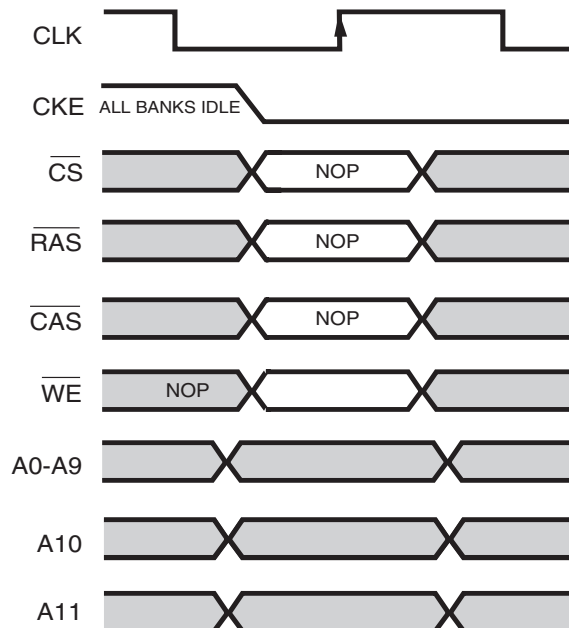 CLK
CKE ALL BANKS IDLE
CS NOP
RAS NOP
CAS NOP
WE NOP
A0-A9
A10
A11